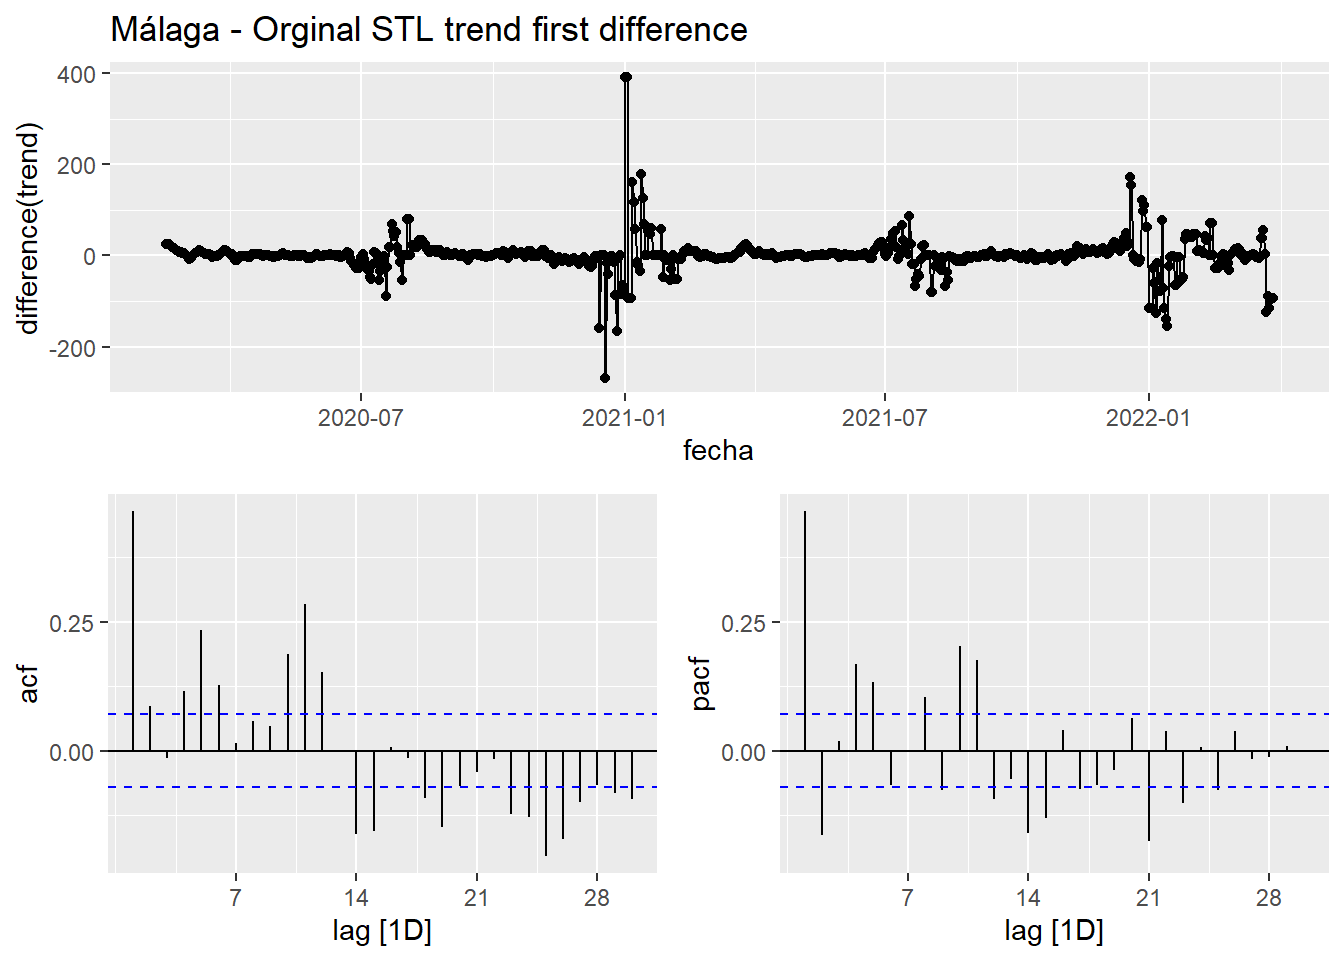 Málaga - Orginal STL trend first difference
difference(trend)
400
200
0
-200
2020-07
2021-01
2021-07
2022-01
fecha
acf
0.25
0.00
7
14
21
28
lag [1D]
pacf
0.25
0.00
7
14
21
28
lag [1D]